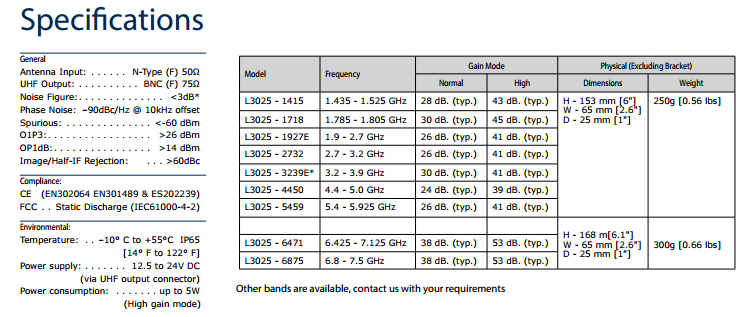 Specifications
General
Antenna Input: . . . . . . N-Type (F) 50Ω
UHF Output: . . . . . . . . . . BNC (F) 75Ω
Noise Figure: . . . . . . . . . . . . . <3dB*
Phase Noise: –90dBc/Hz @ 10kHz offset
Spurious: . . . . . . . . . . . . . <-60 dBm
O1P3: . . . . . . . . . . . . . . . . >26 dBm
OP1dB: . . . . . . . . . . . . . . . >14 dBm
Image/Half-IF Rejection: . . . >60dBc
Compliance:
CE (EN302064 EN301489 & ES202239)
FCC . . Static Discharge (IEC61000-4-2)
Environmental:
Temperature: . . –10° C to +55°C IP65
[14° F to 122° F]
Power supply: . . . . . . . 12.5 to 24V DC
(via UHF output connector)
Power consumption: . . . . . . . up to 5W
(High gain mode)
Model Frequency Gain Mode Physical (Excluding Bracket)
Normal High Dimensions Weight
L3025 - 1415 1.435 - 1.525 GHz 28 dB. (typ.) 43 dB. (typ.) H - 153 mm [6"] 250g [0.56 lbs]
W - 65 mm [2.6"]
D - 25 mm [1"]
L3025 - 1718 1.785 - 1.805 GHz 30 dB. (typ.) 45 dB. (typ.)
L3025 - 1927E 1.9 - 2.7 GHz 26 dB. (typ.) 41 dB. (typ.)
L3025 - 2732 2.7 - 3.2 GHz 26 dB. (typ.) 41 dB. (typ.)
L3025 - 3239E* 3.2 - 3.9 GHz 30 dB. (typ.) 41 dB. (typ.)
L3025 - 4450 4.4 - 5.0 GHz 24 dB. (typ.) 39 dB. (typ.)
L3025 - 5459 5.4 - 5.925 GHz 26 dB. (typ.) 41 dB. (typ.)
H - 168 m[6.1"]
L3025 - 6471 6.425 - 7.125 GHz 38 dB. (typ.) 53 dB. (typ.) W - 65 mm [2.6"] 300g [0.66 lbs]
D - 25 mm [1"]
L3025 - 6875 6.8 - 7.5 GHz 38 dB. (typ.) 53 dB. (typ.)
Other bands are available, contact us with your requirements